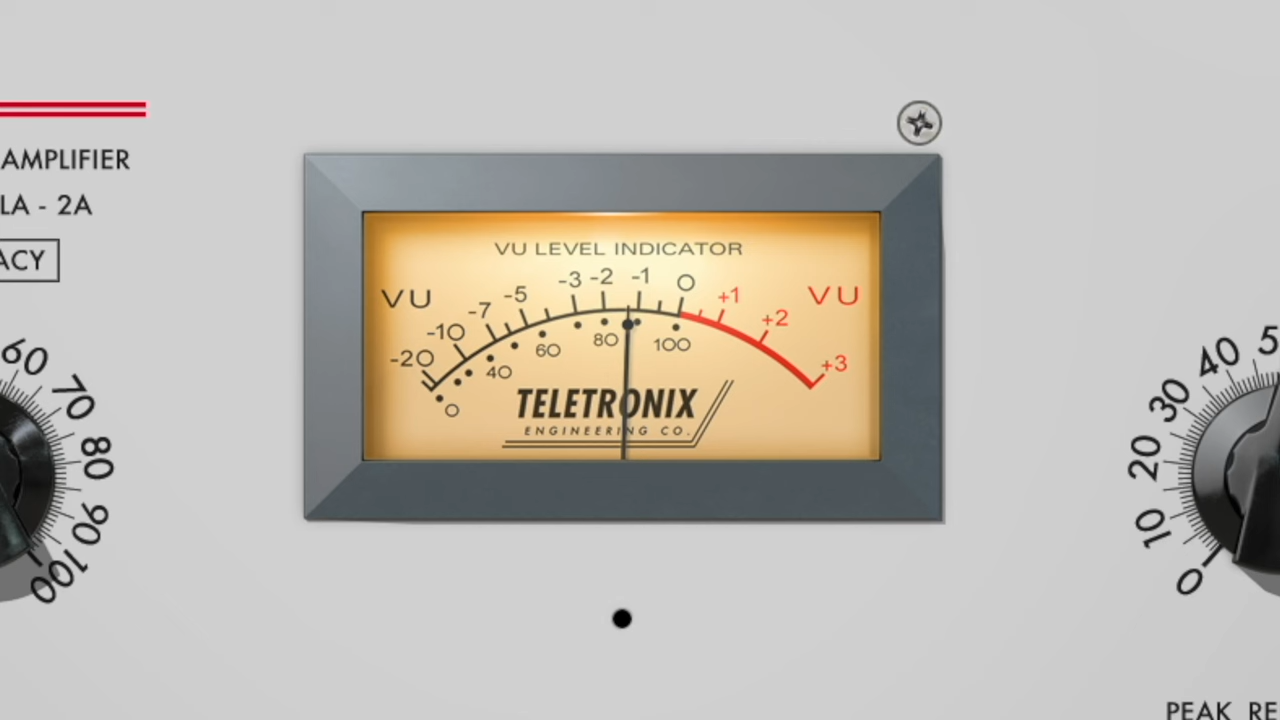 AMPLIFIER
LA - 2A
ACY
VU LEVEL INDICATOR
VU
-20 -10 -7 -5 -3 -2 -1 0 +1 +2 +3
VU
0 40 60 80 100
TELETRONIX
ENGINEERING CO.
60 70 80 90 100
0 10 20 30 40 5
PEAK RE